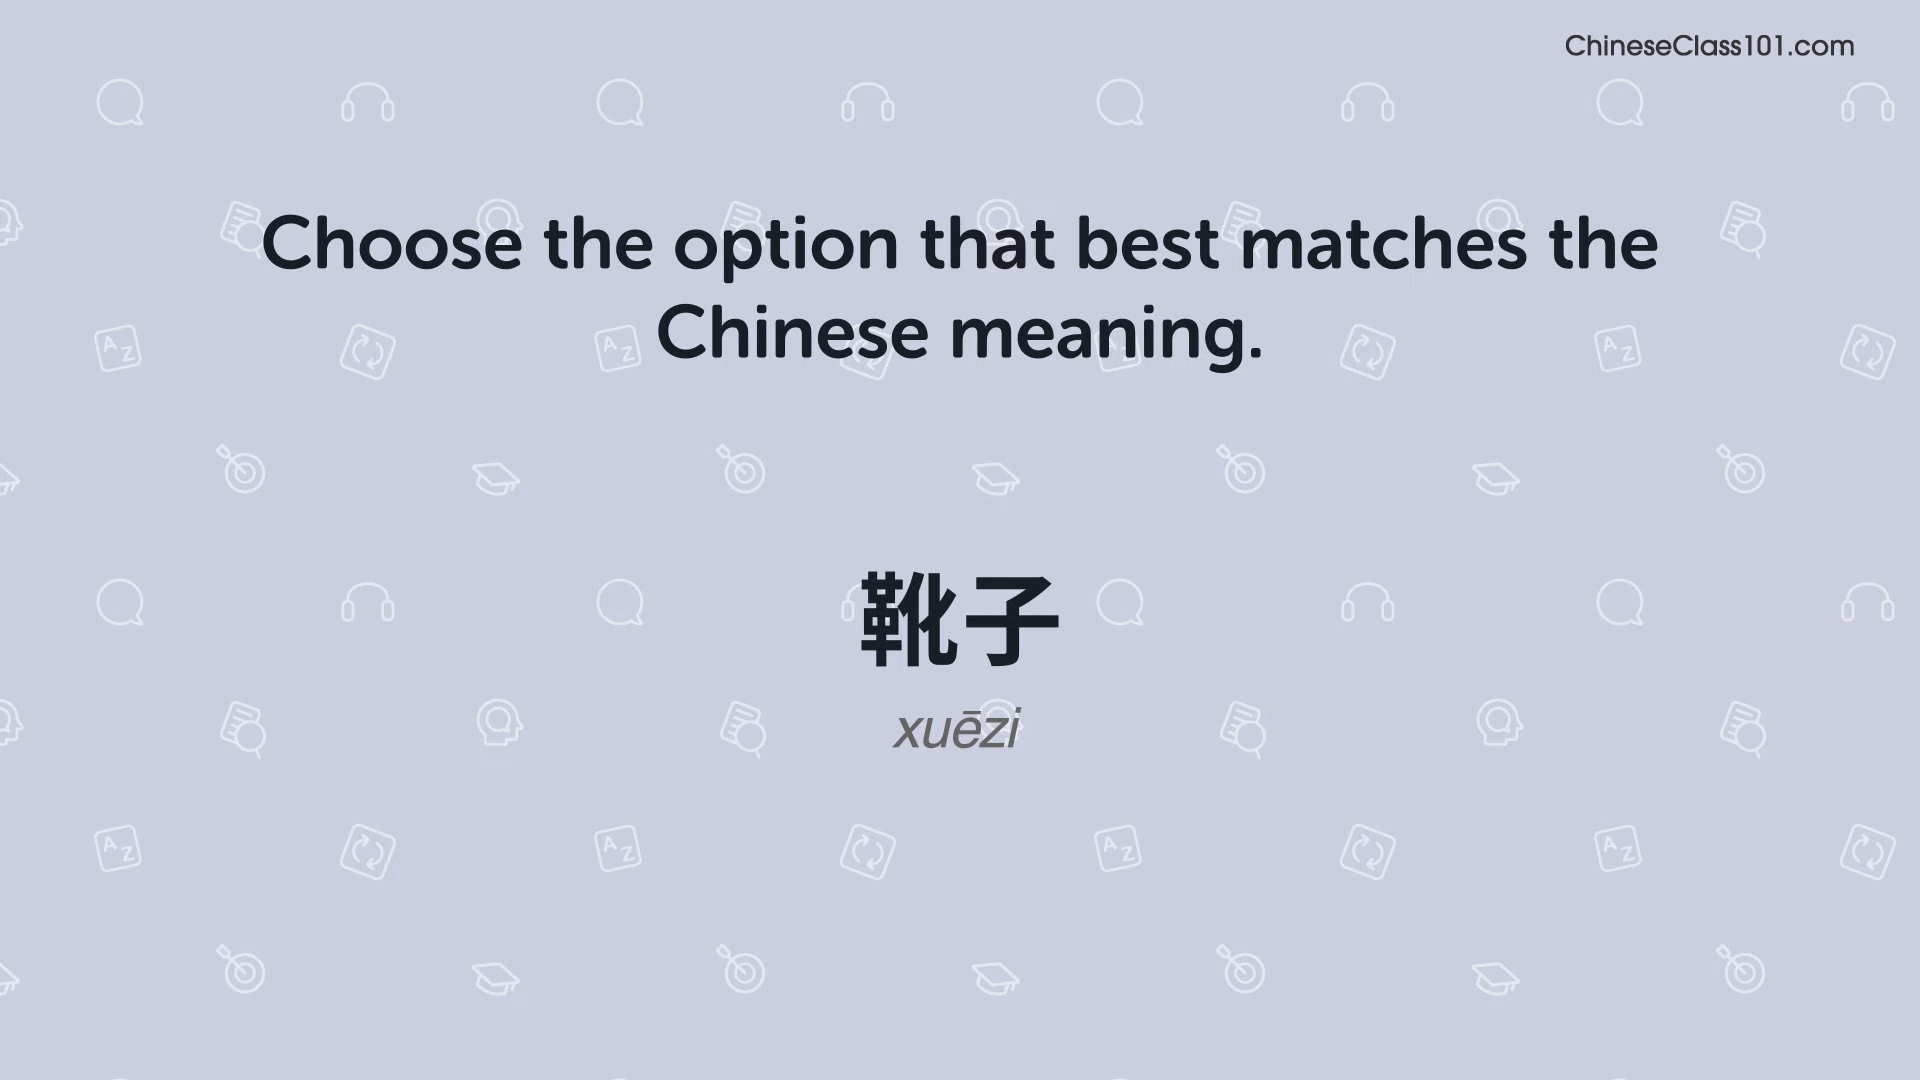 ChineseClass101.com
Choose the option that best matches the
Chinese meaning.
靴子
xuēzi